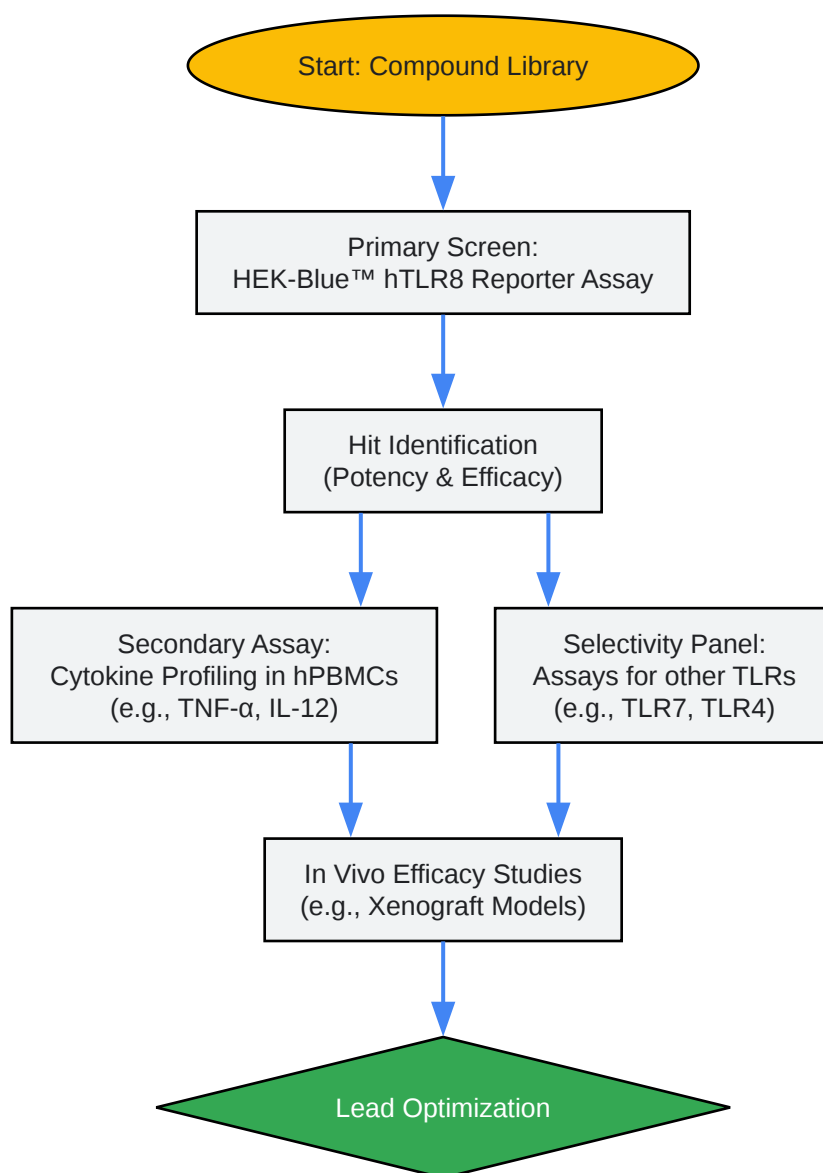 Start: Compound Library
Primary Screen:
HEK-Blue™ hTLR8 Reporter Assay
Hit Identification
(Potency & Efficacy)
Secondary Assay:
Cytokine Profiling in hPBMCs
(e.g., TNF-α, IL-12)
Selectivity Panel:
Assays for other TLRs
(e.g., TLR7, TLR4)
In Vivo Efficacy Studies
(e.g., Xenograft Models)
Lead Optimization